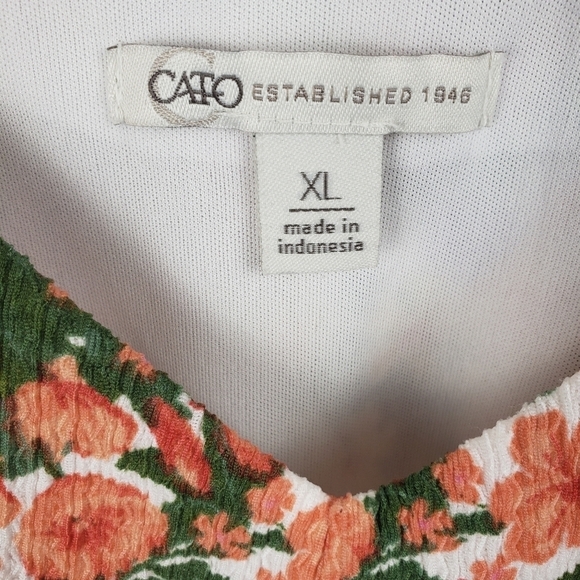 CATO ESTABLISHED 1946
XL
made in
indonesia